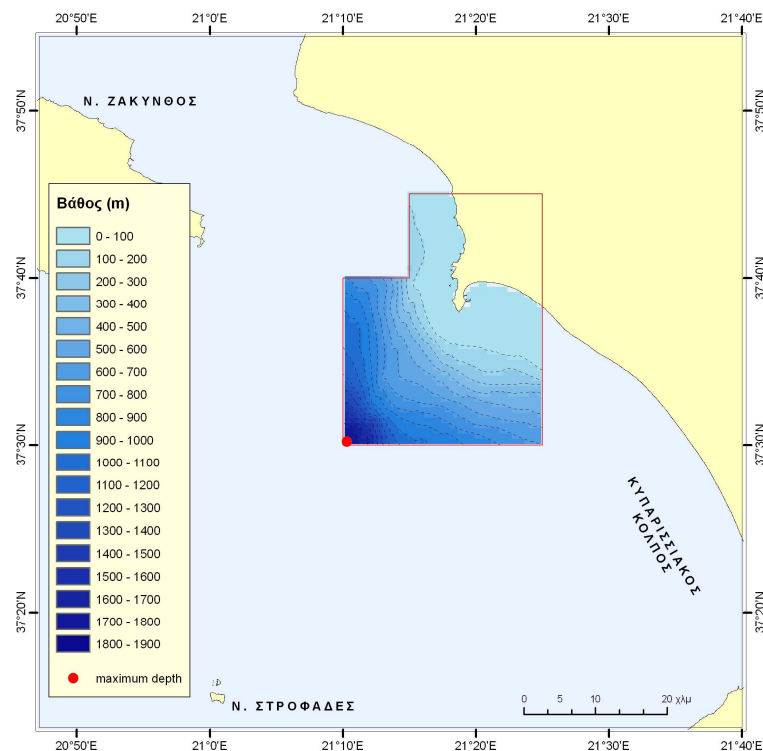 20°50'E 21°0'E 21°10'E 21°20'E 21°30'E 21°40'E
37°50'N 37°50'N
Ν. ΖΑΚΥΝΘΟΣ
Βάθος (m)
0 - 100
100 - 200
200 - 300
300 - 400
400 - 500
500 - 600
600 - 700
700 - 800
800 - 900
900 - 1000
1000 - 1100
1100 - 1200
1200 - 1300
1300 - 1400
1400 - 1500
1500 - 1600
1600 - 1700
1700 - 1800
1800 - 1900
maximum depth
37°40'N 37°40'N
37°30'N 37°30'N
ΚΥΠΑΡΙΣΣΙΑΚΟΣ
ΚΟΛΠΟΣ
37°20'N 37°20'N
Ν. ΣΤΡΟΦΑΔΕΣ
0 5 10 20 χλμ
20°50'E 21°0'E 21°10'E 21°20'E 21°30'E 21°40'E